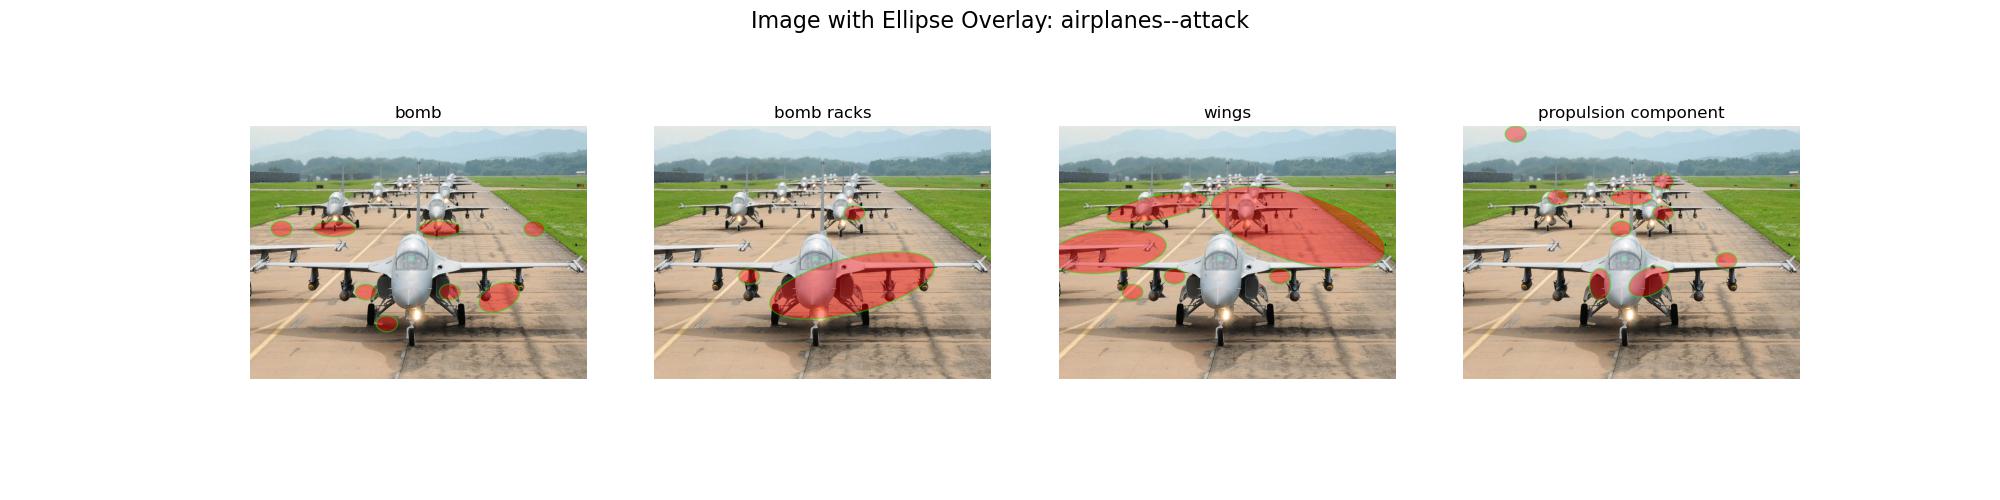 Image with Ellipse Overlay: airplanes--attack
bomb
bomb racks
wings
propulsion component